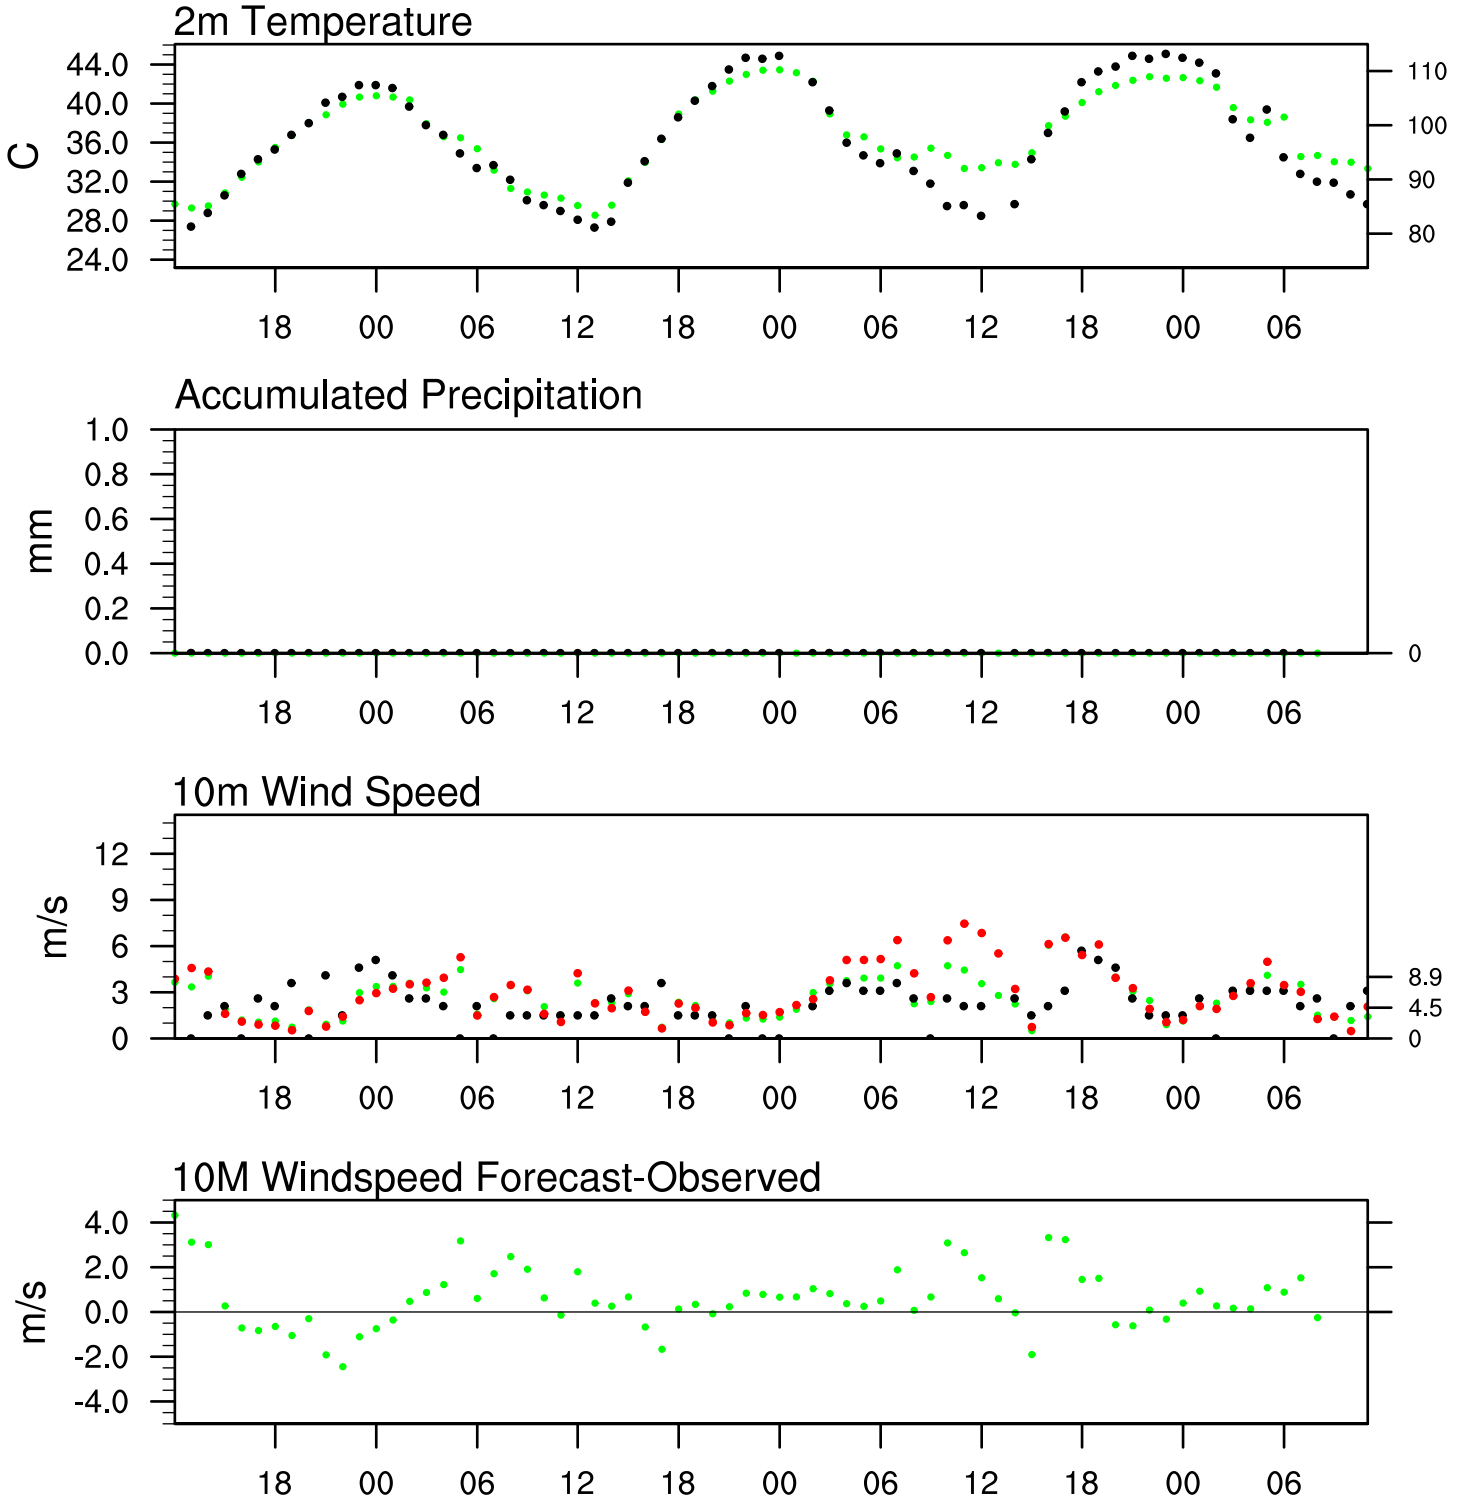 2m Temperature
44.0
40.0
36.0
32.0
28.0
24.0
C
110
100
90
80
18 00 06 12 18 00 06 12 18 00 06
Accumulated Precipitation
1.0
0.8
0.6
0.4
0.2
0.0
mm
0
18 00 06 12 18 00 06 12 18 00 06
10m Wind Speed
12
9
6
3
0
m/s
8.9
4.5
0
18 00 06 12 18 00 06 12 18 00 06
10M Windspeed Forecast-Observed
4.0
2.0
0.0
-2.0
-4.0
m/s
18 00 06 12 18 00 06 12 18 00 06